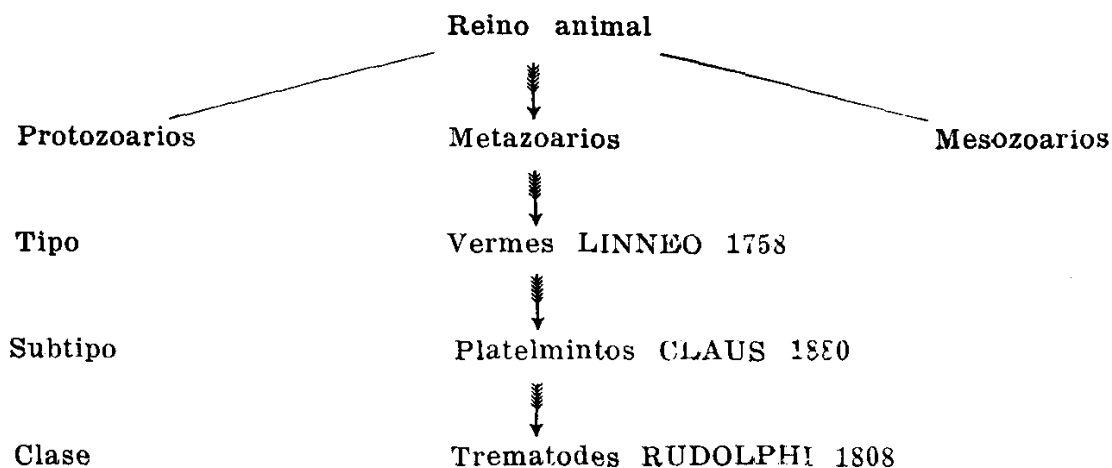 Reino animal
Protozoarios Metazoarios Mesozoarios
Tipo Vermes LINNEO 1758
Subtipo Platelmintos CLAUS 1880
Clase Trematodes RUDOLPHI 1808